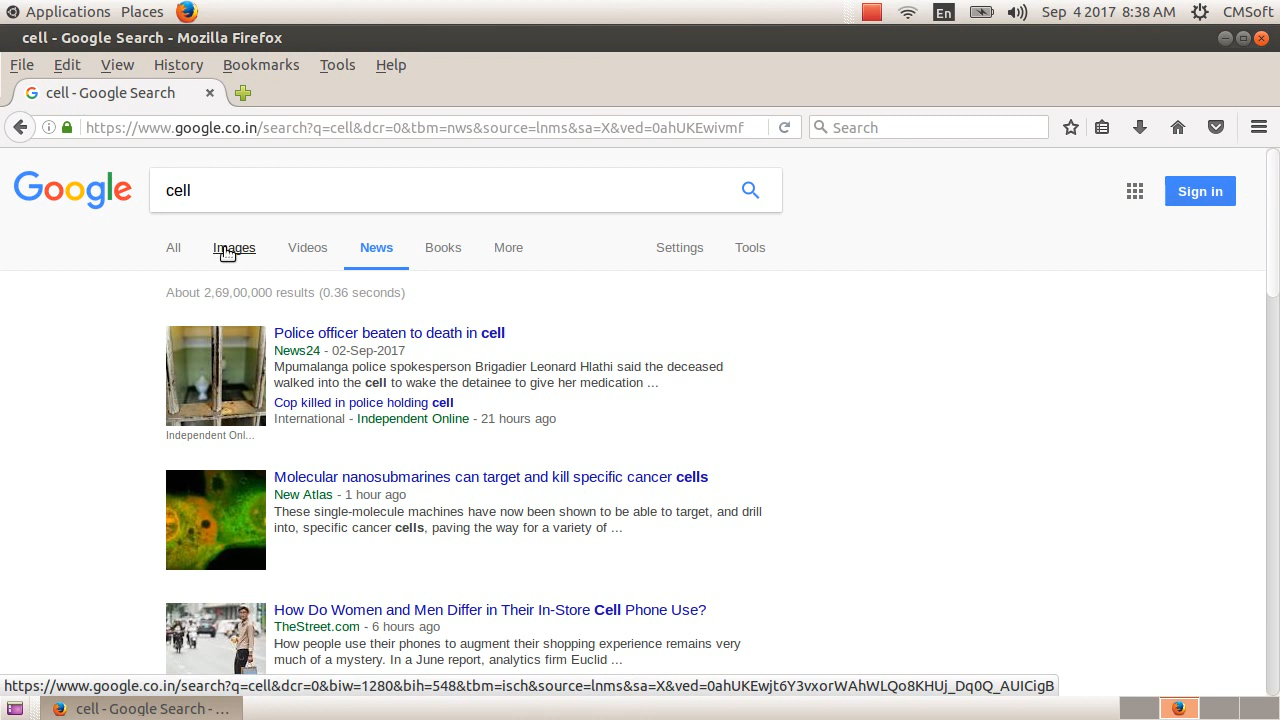 Applications Places En Sep 4 2017 8:38 AM CMSoft
cell - Google Search - Mozilla Firefox
File Edit View History Bookmarks Tools Help
cell - Google Search
https://www.google.co.in/search?q=cell&dcr=0&tbm=nws&source=lnms&sa=X&ved=0ahUKEwivmf Search
Google cell Sign in
All Images Videos News Books More Settings Tools
About 2,69,00,000 results (0.36 seconds)
Police officer beaten to death in cell
News24 - 02-Sep-2017
Mpumalanga police spokesperson Brigadier Leonard Hlathi said the deceased
walked into the cell to wake the detainee to give her medication ...
Cop killed in police holding cell
International - Independent Online - 21 hours ago
Independent Onl...
Molecular nanosubmarines can target and kill specific cancer cells
New Atlas - 1 hour ago
These single-molecule machines have now been shown to be able to target, and drill
into, specific cancer cells, paving the way for a variety of ...
How Do Women and Men Differ in Their In-Store Cell Phone Use?
TheStreet.com - 6 hours ago
How people use their phones to augment their shopping experience remains very
much of a mystery. In a June report, analytics firm Euclid ...
https://www.google.co.in/search?q=cell&dcr=0&biw=1280&bih=548&tbm=isch&source=lnms&sa=X&ved=0ahUKEwjt6Y3vxorWAhWLQo8KHUj_Dq0Q_AUICigB
cell - Google Search - ...